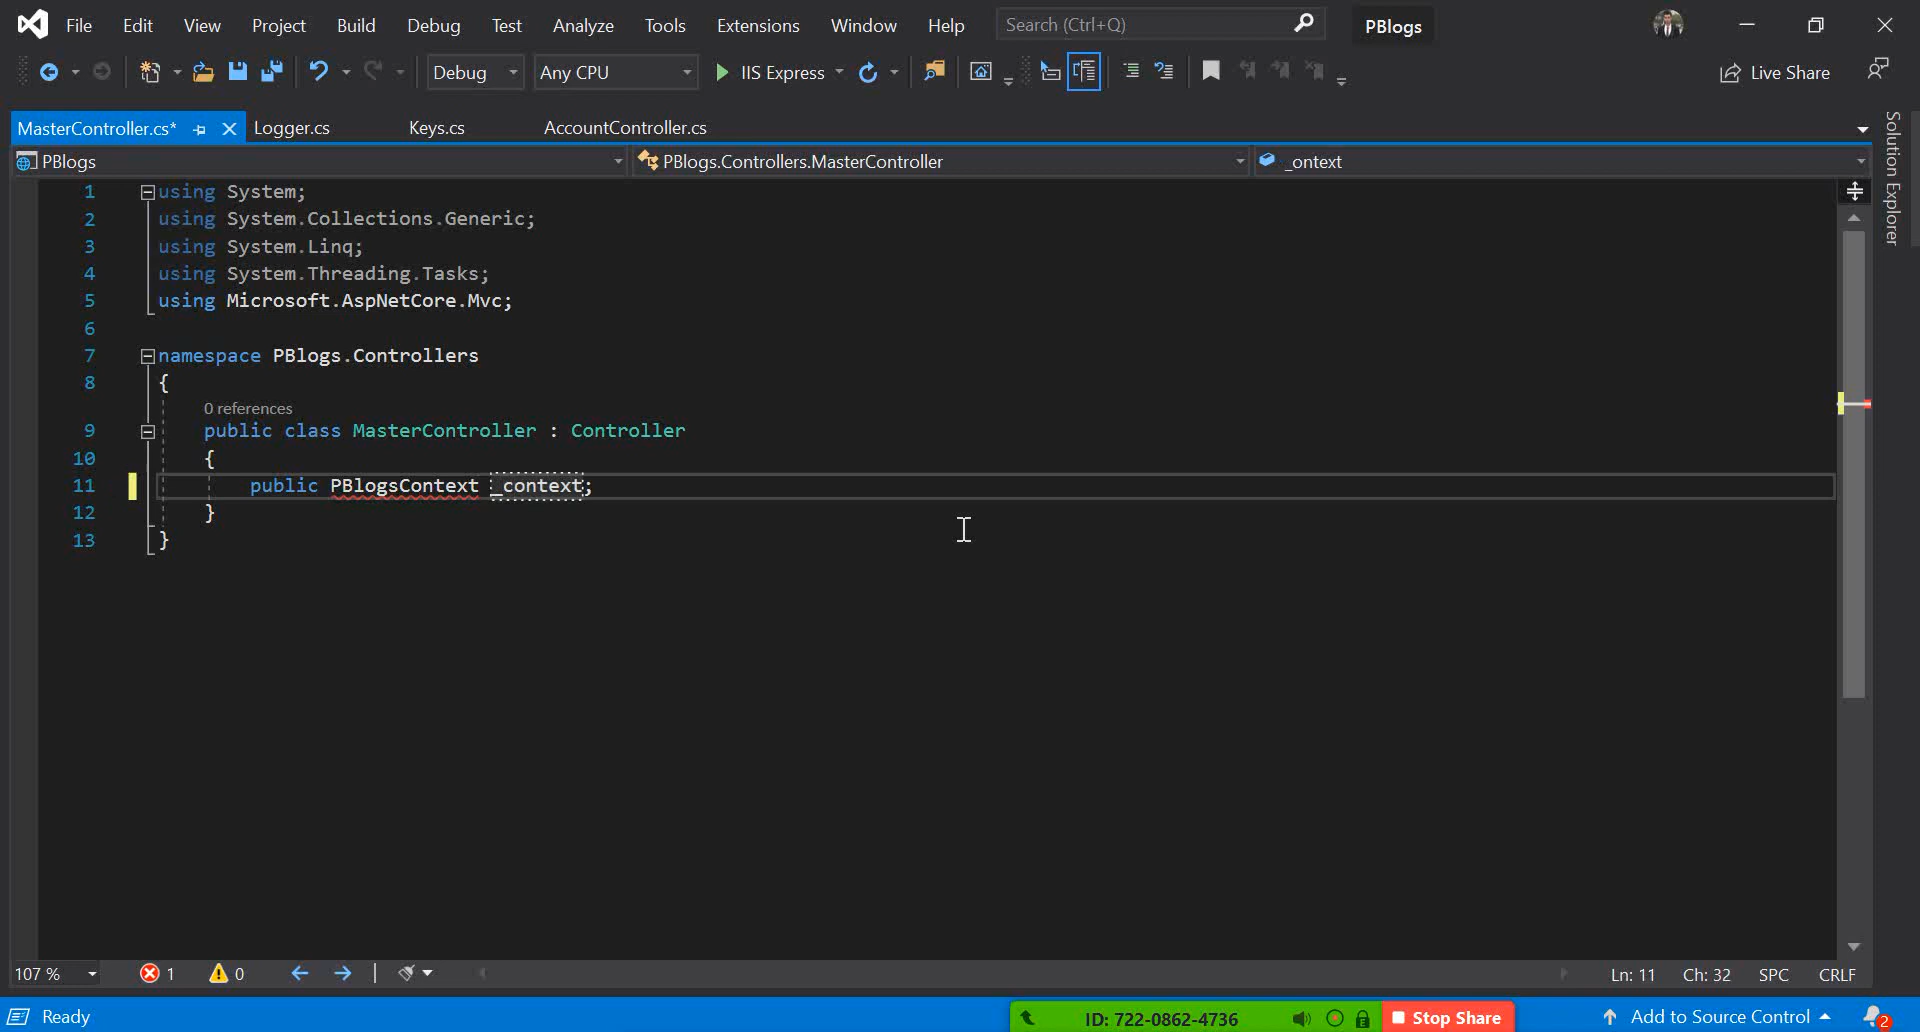 File Edit View Project Build Debug Test Analyze Tools Extensions Window Help Search (Ctrl+Q) PBlogs
Debug Any CPU IIS Express Live Share
MasterController.cs* Logger.cs Keys.cs AccountController.cs
PBlogs PBlogs.Controllers.MasterController _ontext
Solution Explorer
1 using System;
2 using System.Collections.Generic;
3 using System.Linq;
4 using System.Threading.Tasks;
5 using Microsoft.AspNetCore.Mvc;
6
7 namespace PBlogs.Controllers
8 {
0 references
9 public class MasterController : Controller
10 {
11 public PBlogsContext _context;
12 }
13 }
107 % 1 0 Ln: 11 Ch: 32 SPC CRLF
Ready ID: 722-0862-4736 Stop Share Add to Source Control 2